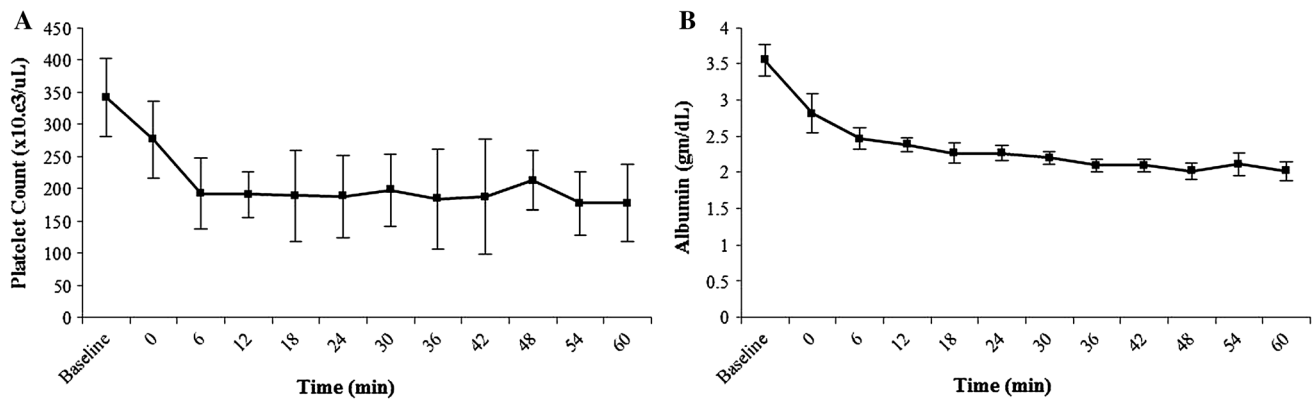 A
Platelet Count (x10.c3/uL)
450
400
350
300
250
200
150
100
50
0
Baseline 0 6 12 18 24 30 36 42 48 54 60
Time (min)
B
Albumin (gm/dL)
4
3.5
3
2.5
2
1.5
1
0.5
0
Baseline 0 6 12 18 24 30 36 42 48 54 60
Time (min)